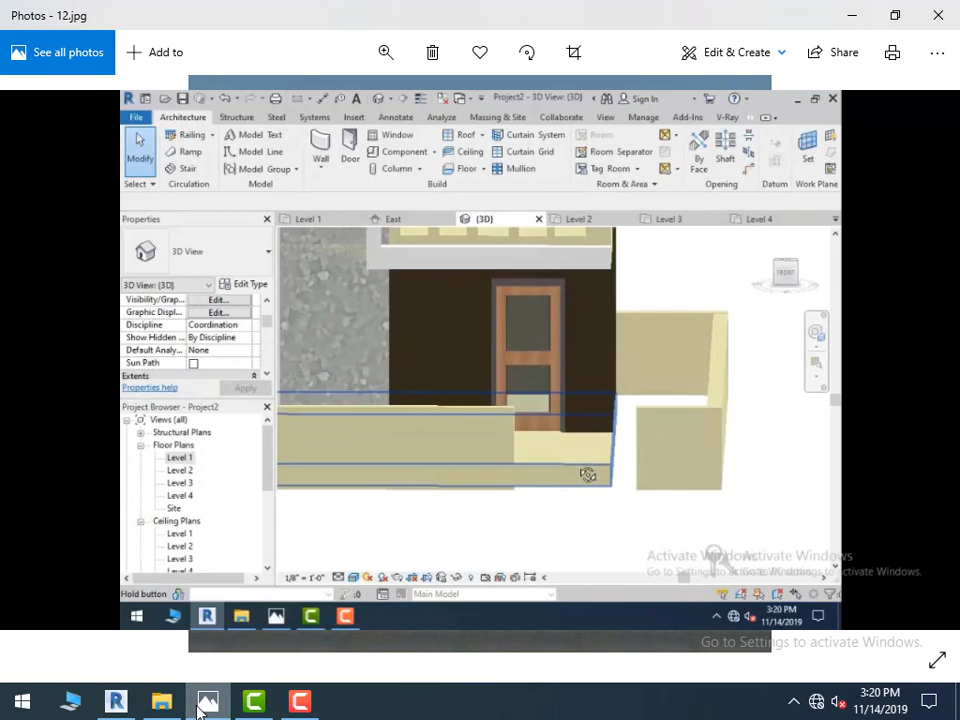 Photos - 12.jpg
See all photos
Add to
Edit & Create
Share
Project2 - 3D View: {3D}
Sign In
File Architecture Structure Steel Systems Insert Annotate Analyze Massing & Site Collaborate View Manage Add-Ins V-Ray
Modify
Select
Railing
Ramp
Stair
Circulation
Model Text
Model Line
Model Group
Model
Wall
Door
Window
Component
Column
Roof
Ceiling
Floor
Curtain System
Curtain Grid
Mullion
Build
Room
Room Separator
Tag Room
Room & Area
By
Face
Shaft
Opening
Datum
Set
Work Plane
Properties
Level 1
East
{3D}
Level 2
Level 3
Level 4
3D View
3D View: {3D}
Edit Type
Visibility/Grap... Edit...
Graphic Displ... Edit...
Discipline Coordination
Show Hidden ... By Discipline
Default Analy... None
Sun Path
Extents
Properties help
Apply
FRONT
Project Browser - Project2
Views (all)
Structural Plans
Floor Plans
Level 1
Level 2
Level 3
Level 4
Site
Ceiling Plans
Level 1
Level 2
Level 3
Level 4
1/8" = 1'-0"
Hold button
:0
Main Model
Activate Windows
Activate Windows
3:20 PM
11/14/2019
Go to Settings to activate Windows.
3:20 PM
11/14/2019